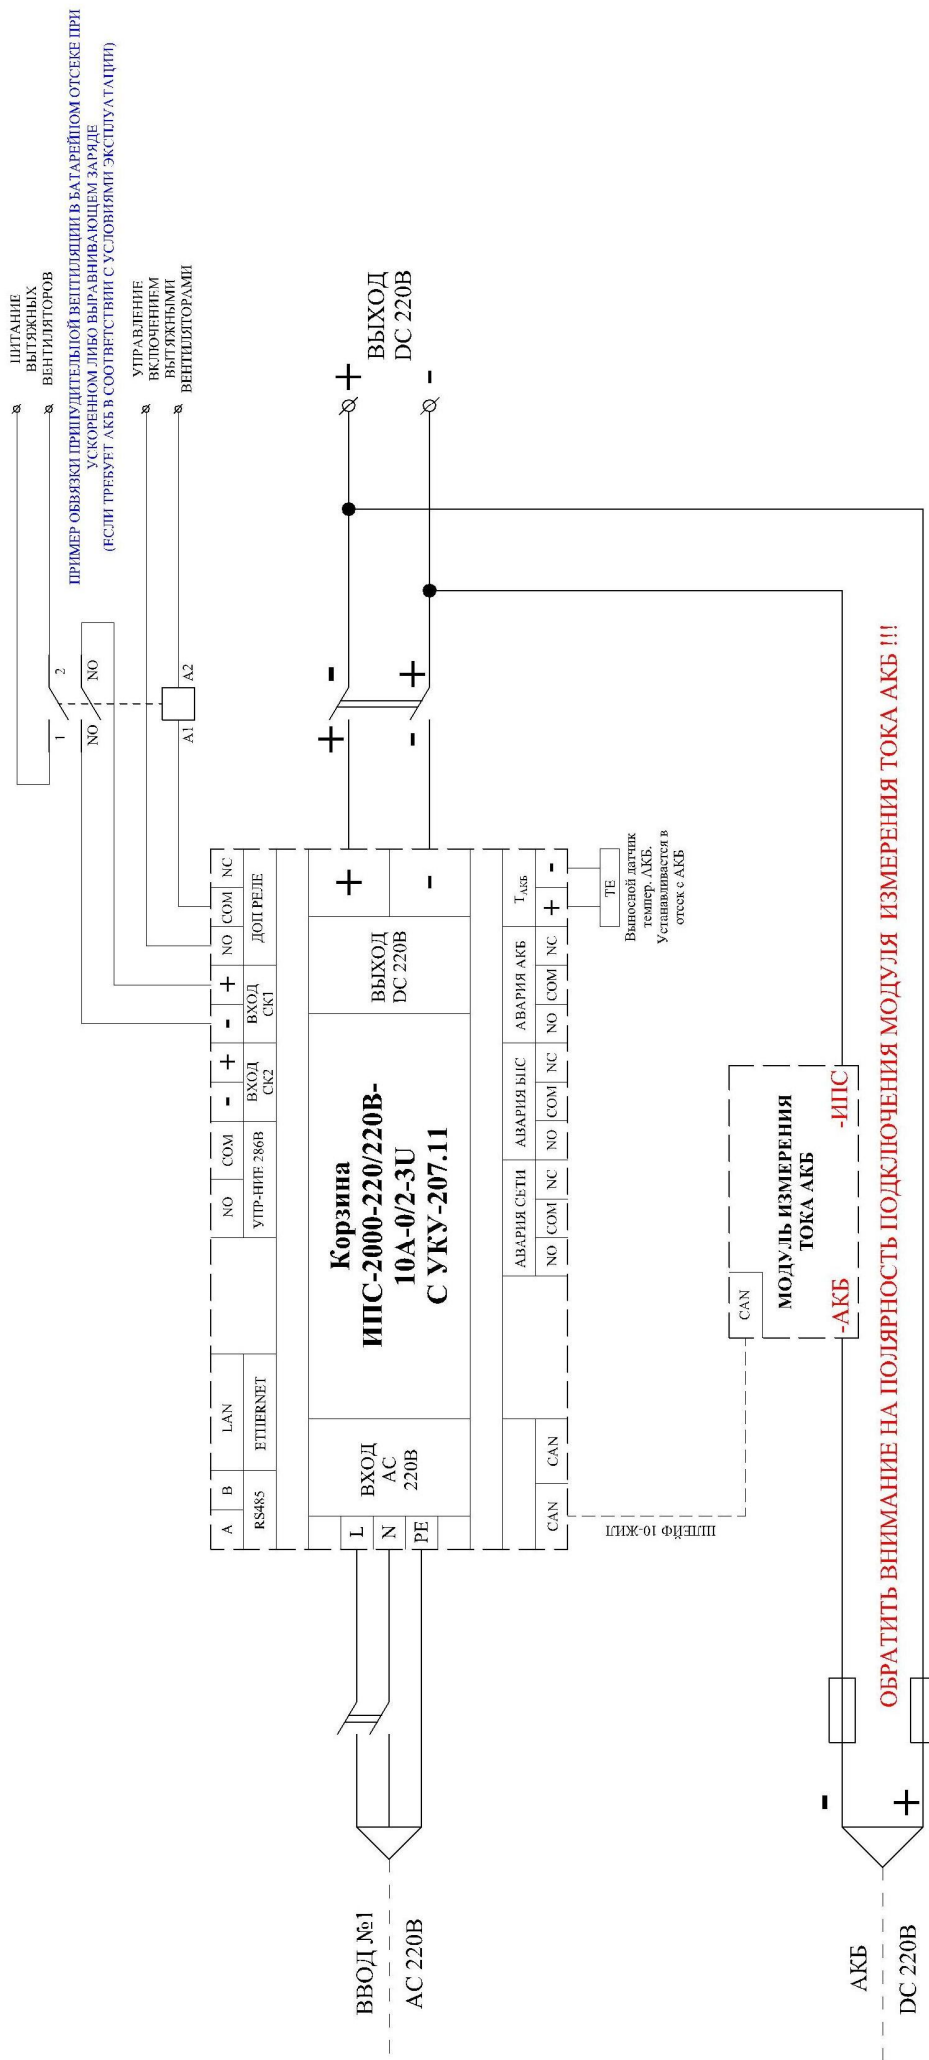 ПИТАНИЕ
ВЫТЯЖНЫХ
ВЕНТИЛЯТОРОВ
ПРИМЕР ОБВЯЗКИ ПРИНУДИТЕЛЬНОЙ ВЕНТИЛЯЦИИ В БАТАРЕЙНОМ ОТСЕКЕ ПРИ
УСКОРЕННОМ ЛИБО ВЫРАВНИВАЮЩЕМ ЗАРЯДЕ
(ЕСЛИ ТРЕБУЕТ АКБ В СООТВЕТСТВИИ С УСЛОВИЯМИ ЭКСПЛУАТАЦИИ)
УПРАВЛЕНИЕ
ВКЛЮЧЕНИЕМ
ВЫТЯЖНЫМИ
ВЕНТИЛЯТОРАМИ
1 2
NO NO
A1 A2
A B LAN NO COM - + - + NO COM NC
RS485 ETHERNET УПР-НИЕ 286В ВХОД СК2 ВХОД СК1 ДОП РЕЛЕ
ВВОД №1
AC 220В
L
N
PE
ВХОД
AC
220В
Корзина
ИПС-2000-220/220В-
10А-0/2-3U
С УКУ-207.11
ВЫХОД
DC 220В
+
-
+ -
- +
+
-
ВЫХОД
DC 220В
АВАРИЯ СЕТИ АВАРИЯ БПС АВАРИЯ АКБ TАКБ
CAN CAN NO COM NC NO COM NC NO COM NC + -
TE
Выносной датчик
темпер. АКБ.
Устанавливается в
отсек с АКБ
ШЛЕЙФ 10-ЖИЛ
CAN
МОДУЛЬ ИЗМЕРЕНИЯ
ТОКА АКБ
-АКБ -ИПС
ОБРАТИТЬ ВНИМАНИЕ НА ПОЛЯРНОСТЬ ПОДКЛЮЧЕНИЯ МОДУЛЯ ИЗМЕРЕНИЯ ТОКА АКБ !!!
АКБ
DC 220В
-
+